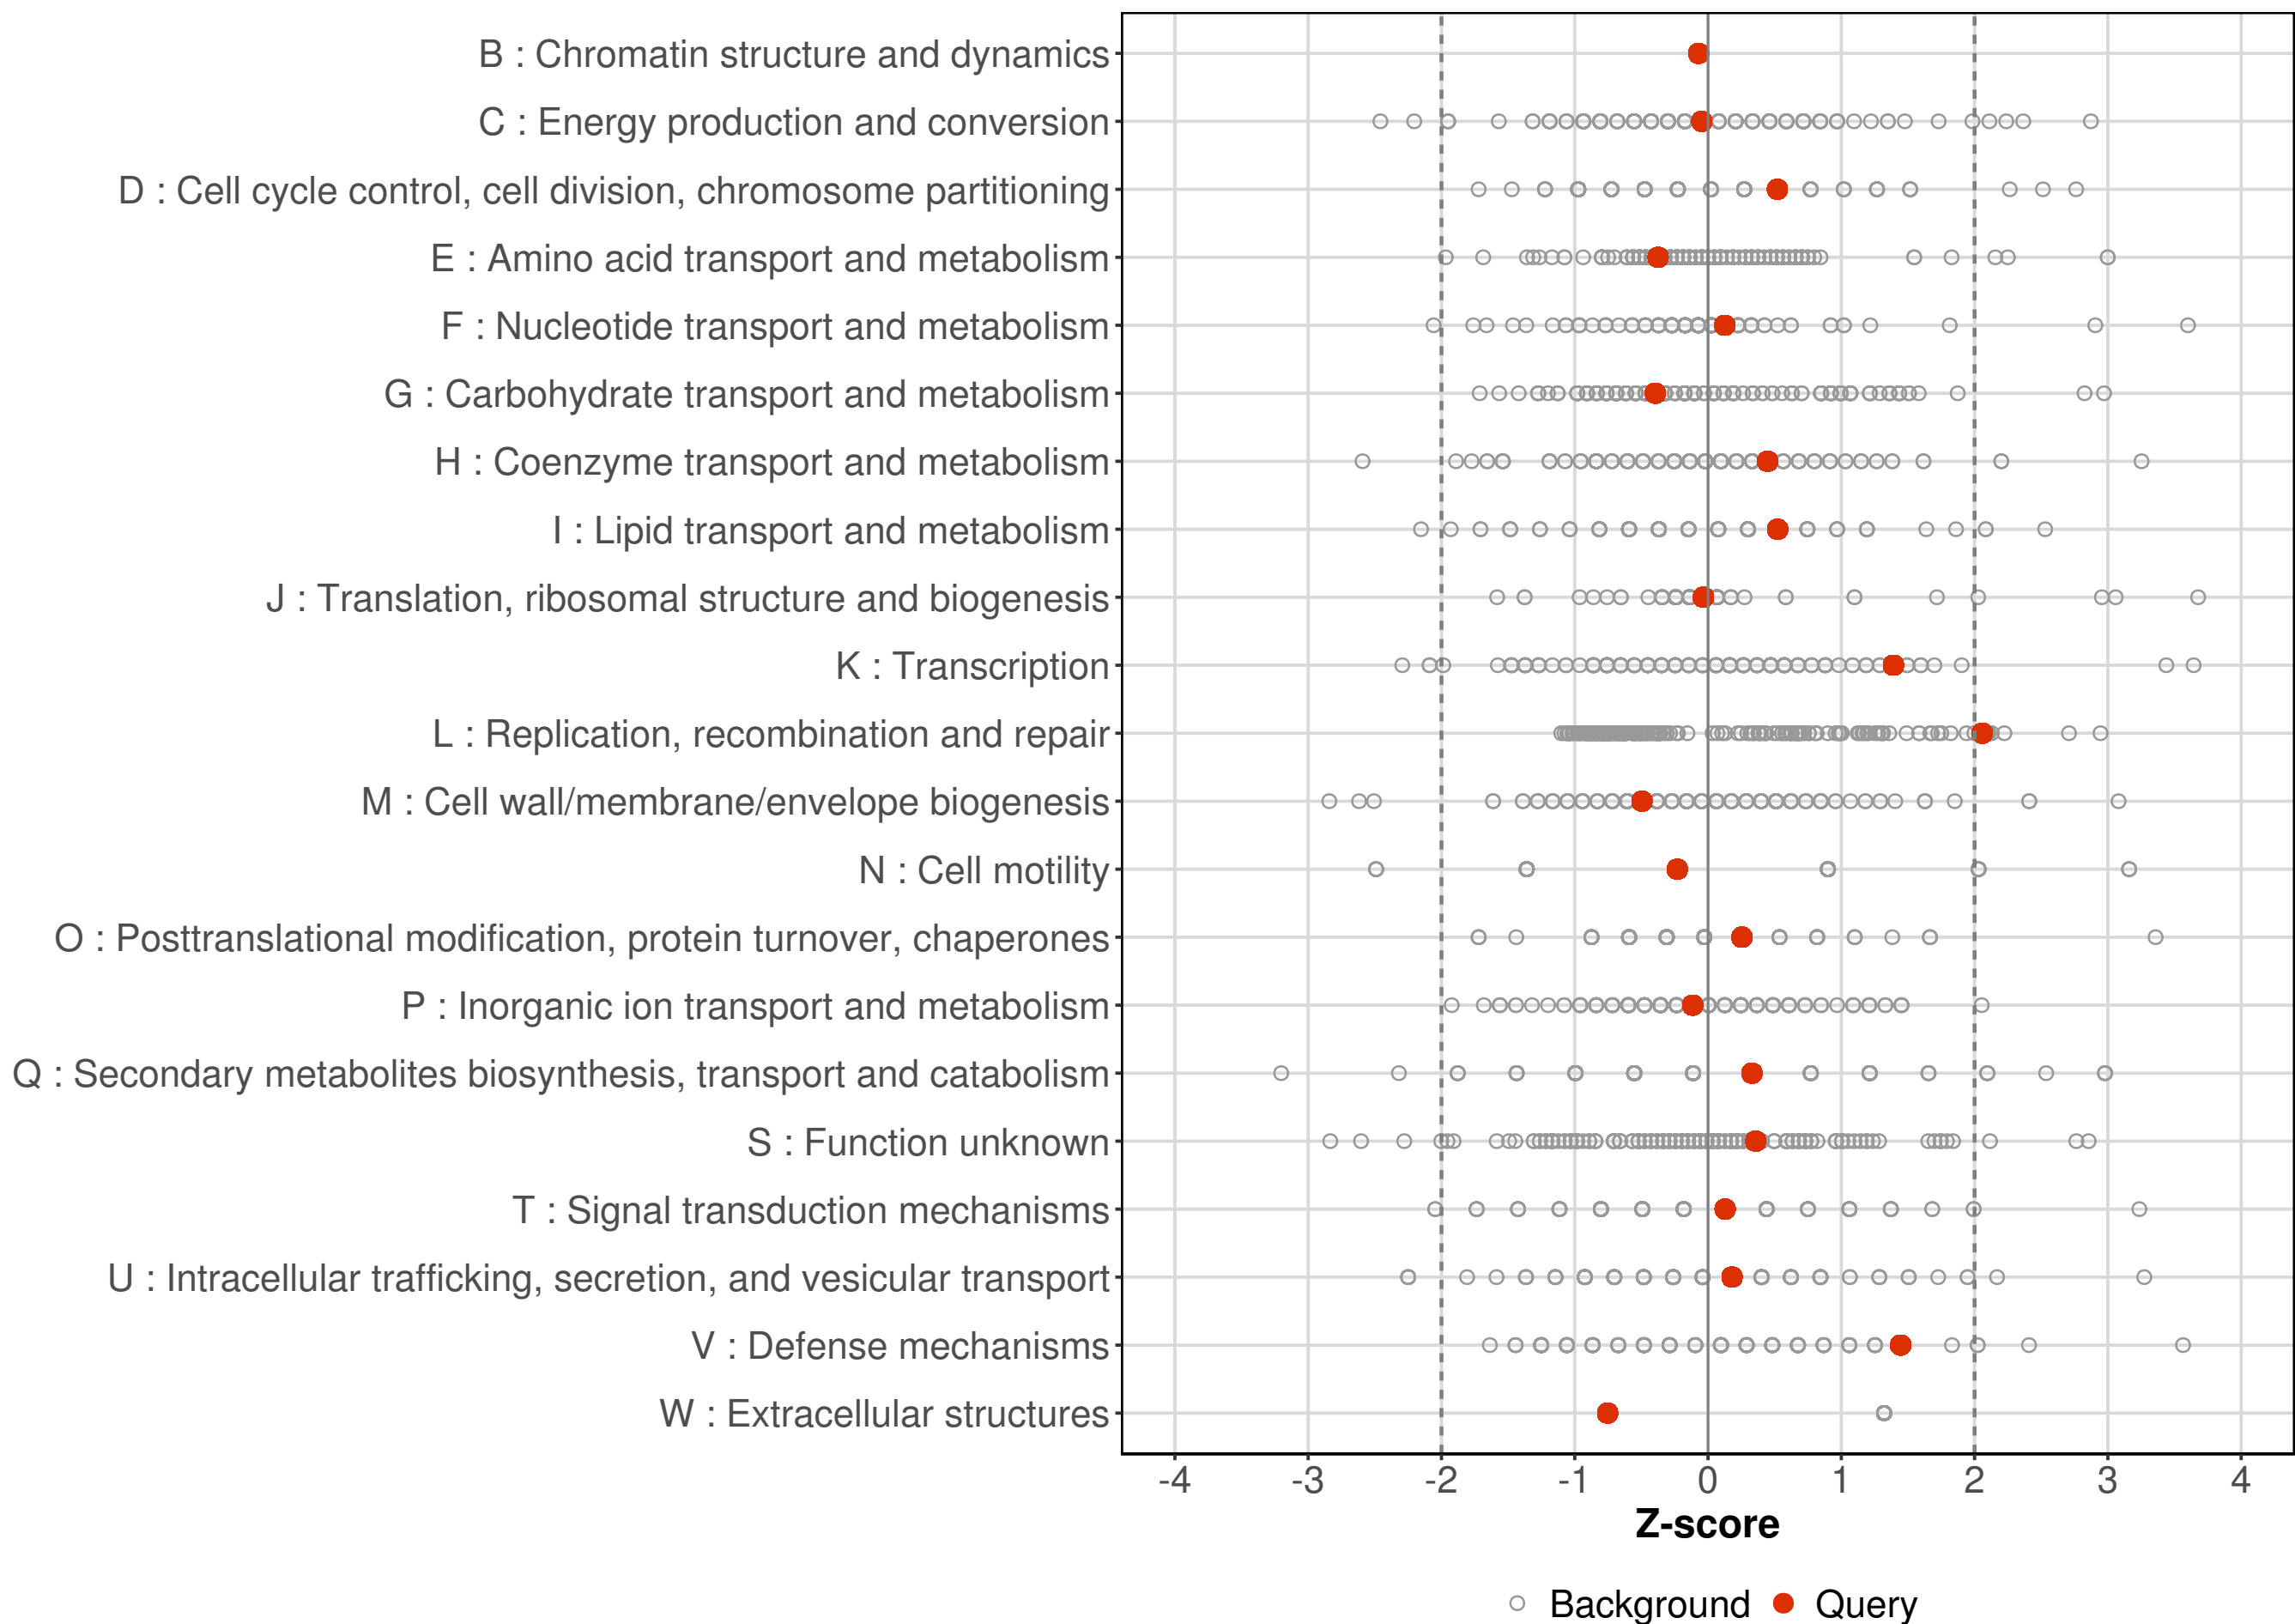 B : Chromatin structure and dynamics
C : Energy production and conversion
D : Cell cycle control, cell division, chromosome partitioning
E : Amino acid transport and metabolism
F : Nucleotide transport and metabolism
G : Carbohydrate transport and metabolism
H : Coenzyme transport and metabolism
I : Lipid transport and metabolism
J : Translation, ribosomal structure and biogenesis
K : Transcription
L : Replication, recombination and repair
M : Cell wall/membrane/envelope biogenesis
N : Cell motility
O : Posttranslational modification, protein turnover, chaperones
P : Inorganic ion transport and metabolism
Q : Secondary metabolites biosynthesis, transport and catabolism
S : Function unknown
T : Signal transduction mechanisms
U : Intracellular trafficking, secretion, and vesicular transport
V : Defense mechanisms
W : Extracellular structures
-4 -3 -2 -1 0 1 2 3 4
Z-score
Background Query